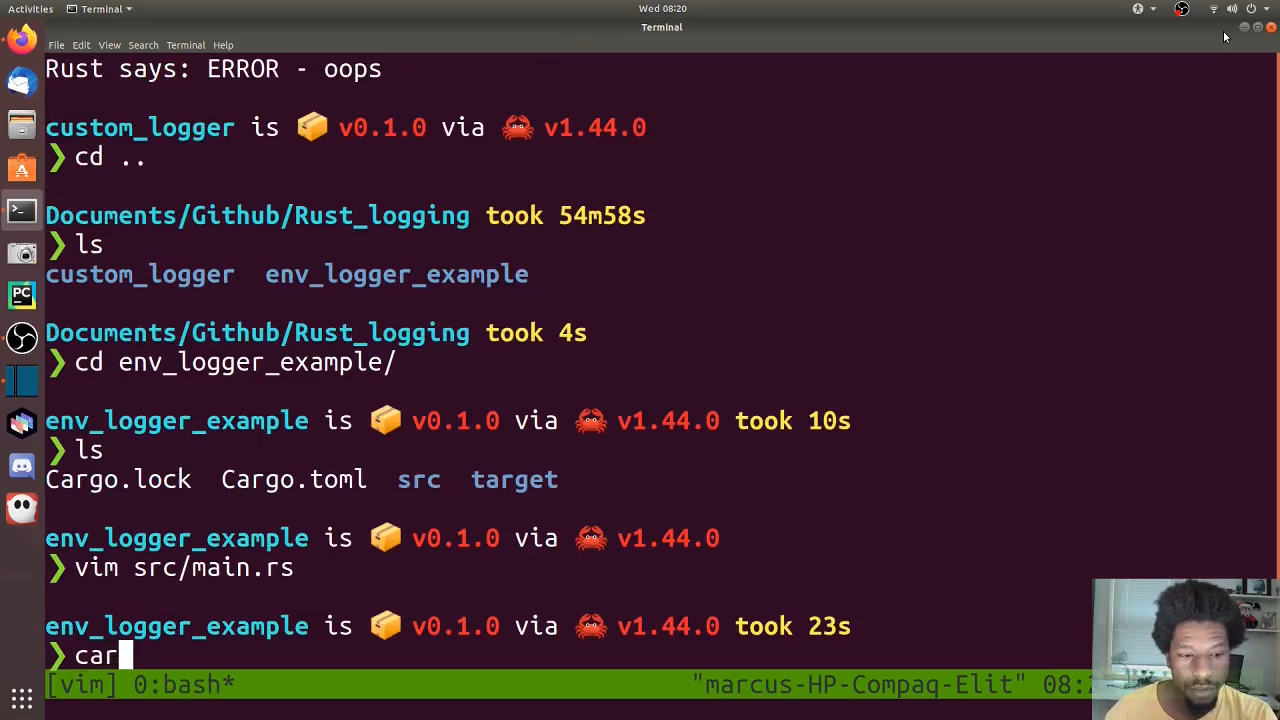 Activities Terminal Wed 08:20
Terminal
File Edit View Search Terminal Help
Rust says: ERROR - oops
custom_logger is v0.1.0 via v1.44.0
❯ cd ..
Documents/Github/Rust_logging took 54m58s
❯ ls
custom_logger env_logger_example
Documents/Github/Rust_logging took 4s
❯ cd env_logger_example/
env_logger_example is v0.1.0 via v1.44.0 took 10s
❯ ls
Cargo.lock Cargo.toml src target
env_logger_example is v0.1.0 via v1.44.0
❯ vim src/main.rs
env_logger_example is v0.1.0 via v1.44.0 took 23s
❯ car
[vim] 0:bash* "marcus-HP-Compaq-Elit" 08:
PC